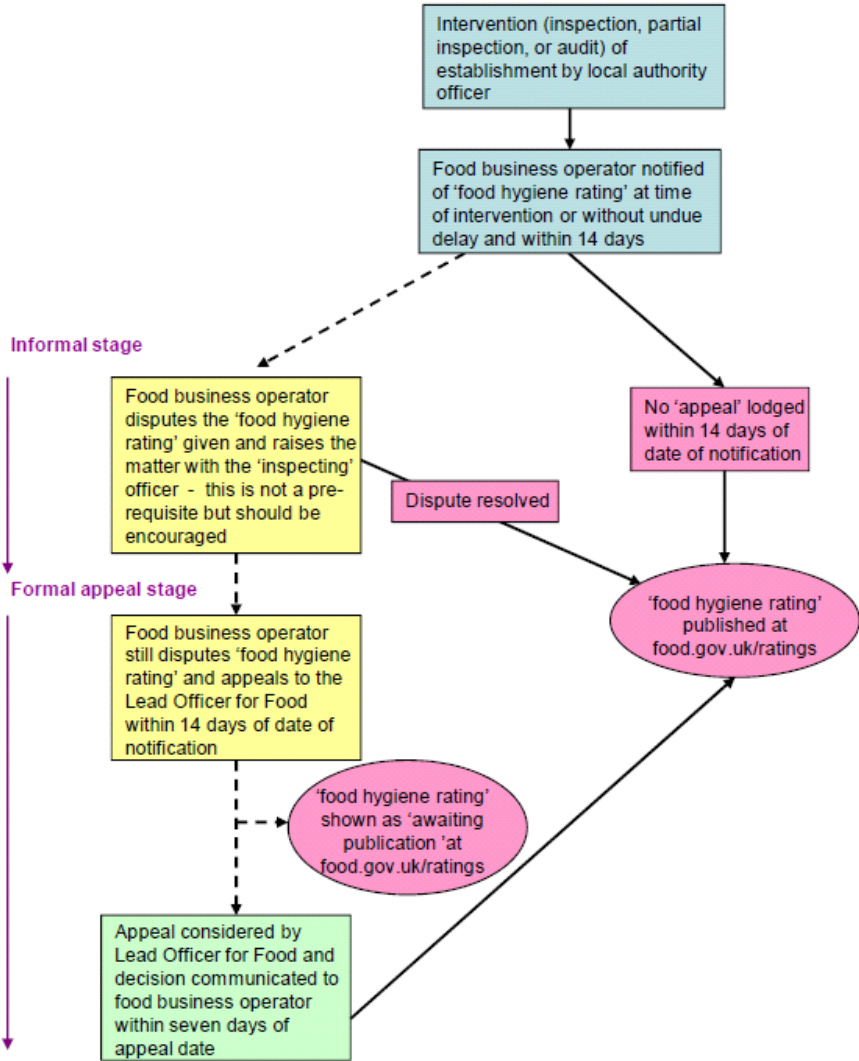 Intervention (inspection, partial
inspection, or audit) of
establishment by local authority
officer
Food business operator notified
of ‘food hygiene rating’ at time
of intervention or without undue
delay and within 14 days
Informal stage
Food business operator
disputes the ‘food hygiene
rating’ given and raises the
matter with the ‘inspecting’
officer - this is not a pre-
requisite but should be
encouraged
Dispute resolved
No ‘appeal’ lodged
within 14 days of
date of notification
Formal appeal stage
‘food hygiene rating’
published at
food.gov.uk/ratings
Food business operator
still disputes ‘food hygiene
rating’ and appeals to the
Lead Officer for Food
within 14 days of date of
notification
‘food hygiene rating’
shown as ‘awaiting
publication ’at
food.gov.uk/ratings
Appeal considered by
Lead Officer for Food and
decision communicated to
food business operator
within seven days of
appeal date